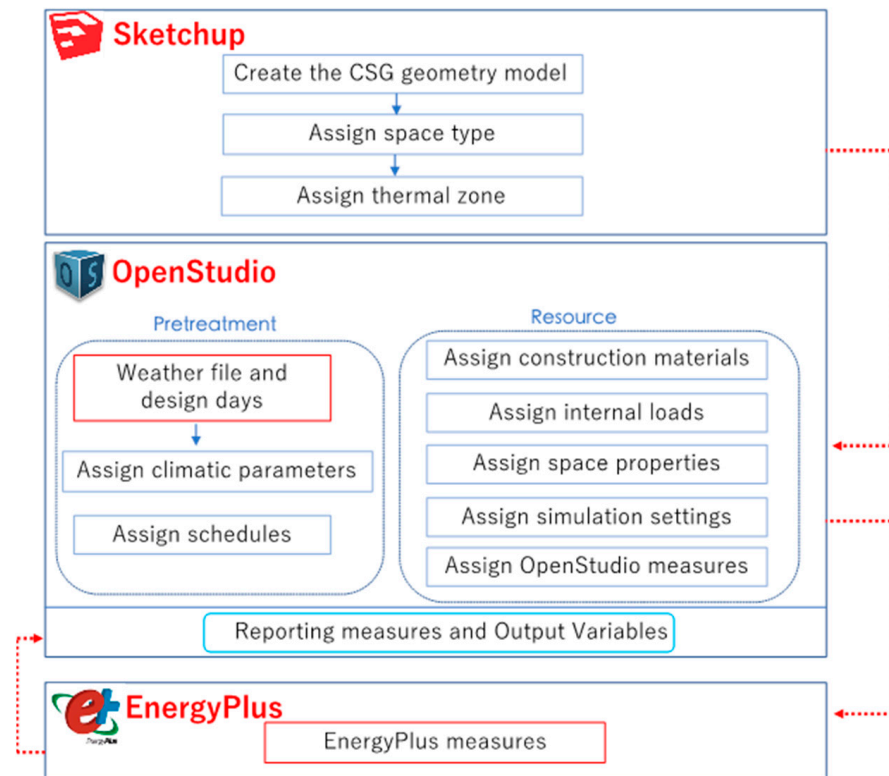 Sketchup
Create the CSG geometry model
Assign space type
Assign thermal zone
OS
OpenStudio
Pretreatment
Weather file and
design days
Assign climatic parameters
Assign schedules
Resource
Assign construction materials
Assign internal loads
Assign space properties
Assign simulation settings
Assign OpenStudio measures
Reporting measures and Output Variables
e+
EnergyPlus
EnergyPlus
EnergyPlus measures